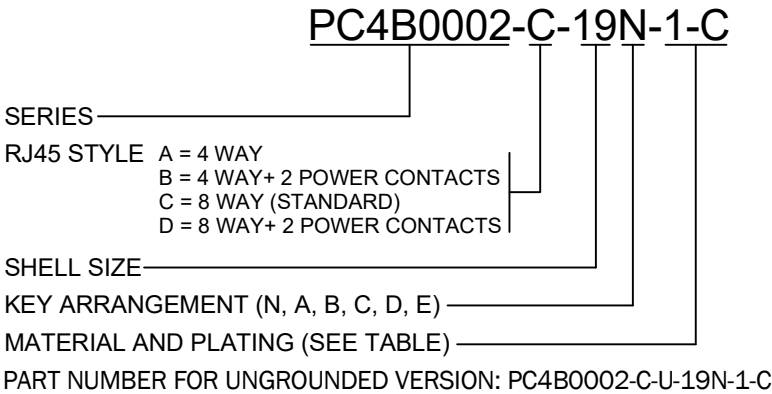 PC4B0002-C-19N-1-C
SERIES
RJ45 STYLE A = 4 WAY
B = 4 WAY+ 2 POWER CONTACTS
C = 8 WAY (STANDARD)
D = 8 WAY+ 2 POWER CONTACTS
SHELL SIZE
KEY ARRANGEMENT (N, A, B, C, D, E)
MATERIAL AND PLATING (SEE TABLE)
PART NUMBER FOR UNGROUNDED VERSION: PC4B0002-C-U-19N-1-C